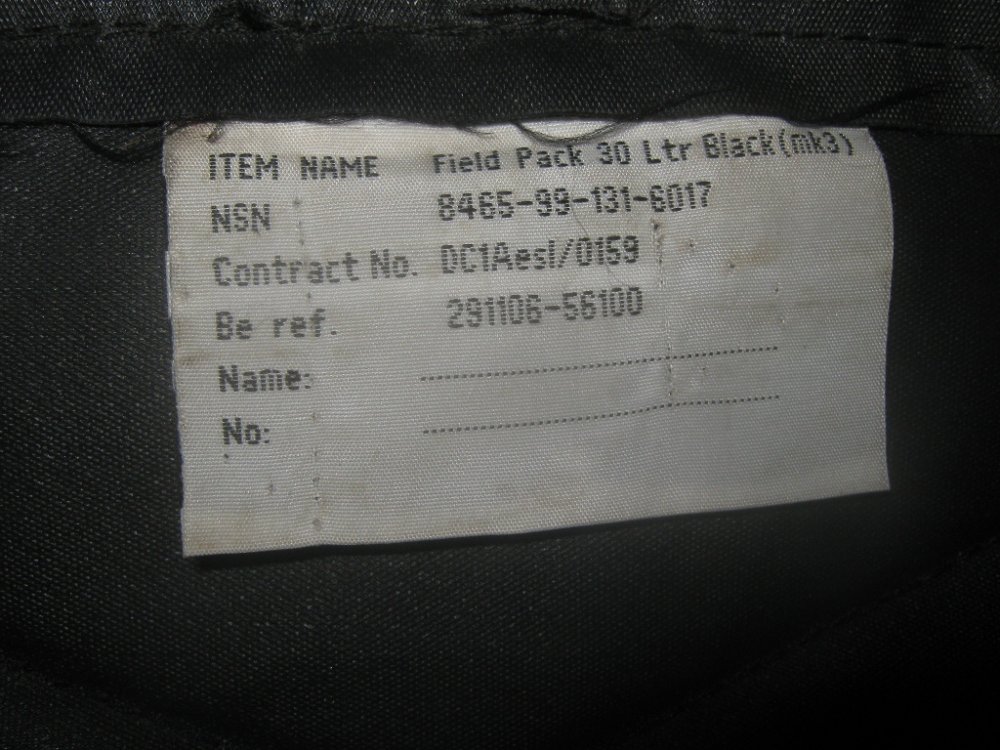 ITEM NAME Field Pack 30 Ltr Black(mk3)
NSN 8465-99-131-6017
Contract No. DC1Aesl/0159
Be ref. 291106-56100
Name:
No: